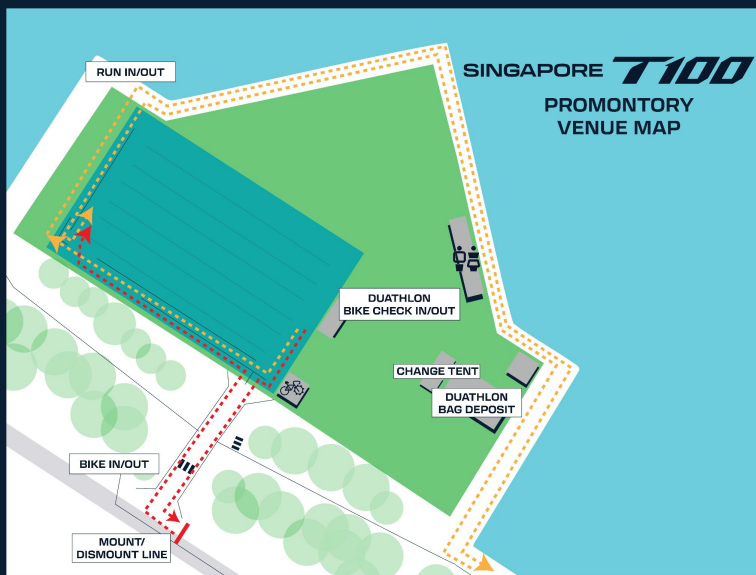 RUN IN/OUT
SINGAPORE T100
PROMONTORY
VENUE MAP
DUATHLON
BIKE CHECK IN/OUT
CHANGE TENT
DUATHLON
BAG DEPOSIT
BIKE IN/OUT
MOUNT/
DISMOUNT LINE